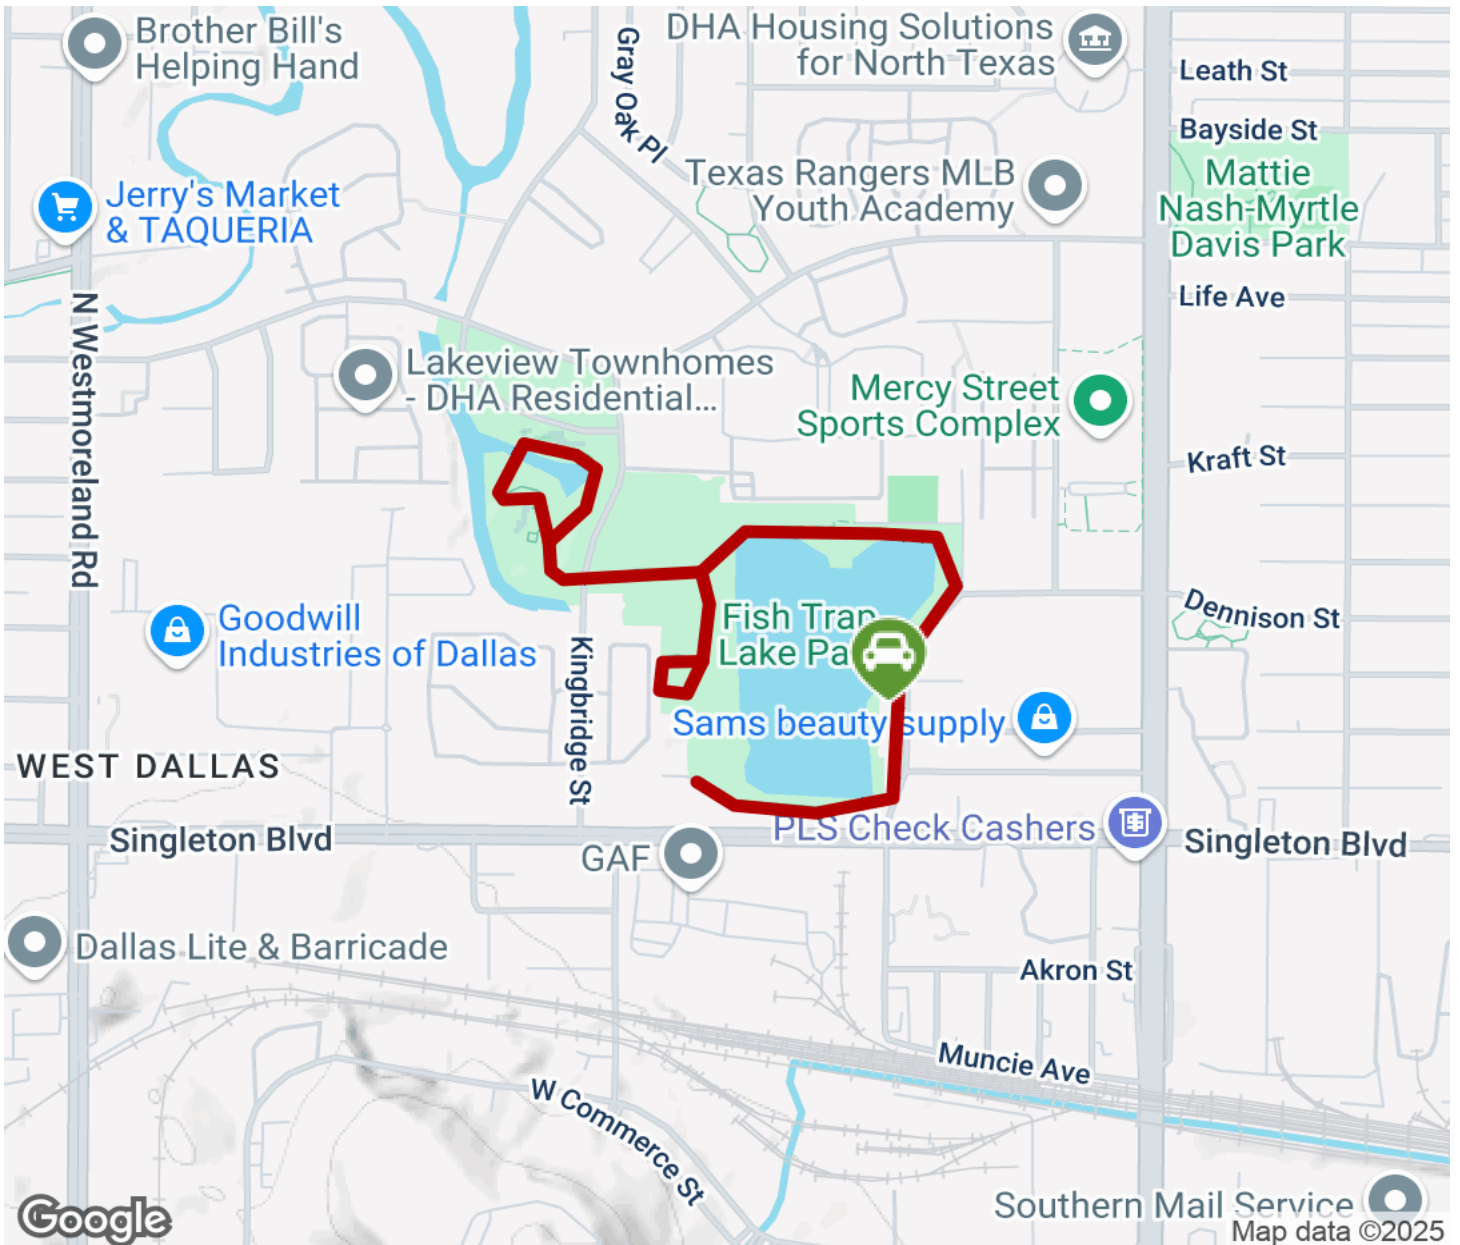 Brother Bill's
Helping Hand
Gray Oak Pl
DHA Housing Solutions
for North Texas
Leath St
Bayside St
Mattie
Nash-Myrtle
Davis Park
Texas Rangers MLB
Youth Academy
Jerry's Market
& TAQUERIA
Life Ave
N Westmoreland Rd
Lakeview Townhomes
- DHA Residential...
Mercy Street
Sports Complex
Kraft St
Dennison St
Goodwill
Industries of Dallas
Fish Trap
Lake Pa
Kingbridge St
Sams beauty supply
WEST DALLAS
Singleton Blvd
PLS Check Cashers
Singleton Blvd
GAF
Dallas Lite & Barricade
Akron St
Muncie Ave
W Commerce St
Southern Mail Service
Google
Map data ©2025